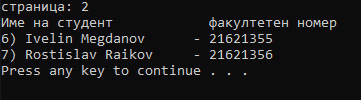 страница: 2
Име на студент          факултетен номер
6) Ivelin Megdanov      - 21621355
7) Rostislav Raikov     - 21621356
Press any key to continue . . .